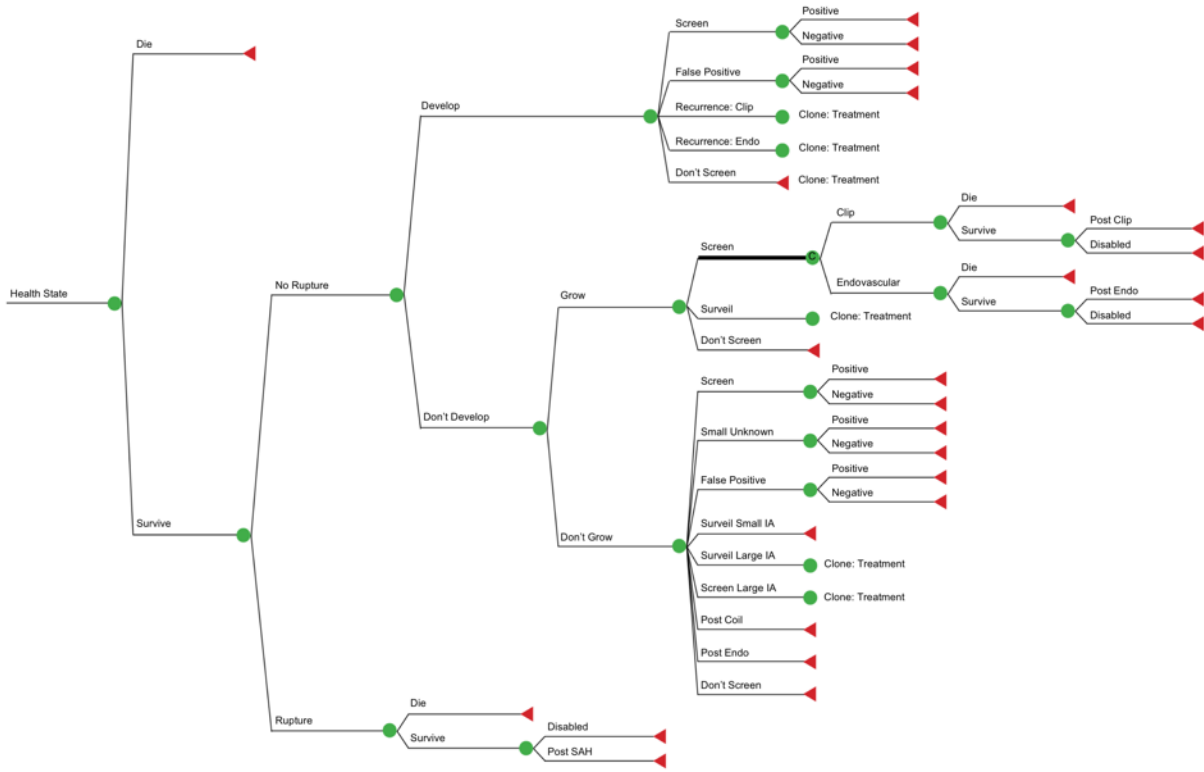 Positive
Screen
Negative
Die
Positive
False Positive
Negative
Develop
Recurrence: Clip
Clone: Treatment
Recurrence: Endo
Clone: Treatment
Don't Screen
Clone: Treatment
Die
Clip
Post Clip
Survive
Disabled
Screen
Die
Endovascular
No Rupture
Health State
Grow
Post Endo
Survive
Surveil
Clone: Treatment
Disabled
Don't Screen
Positive
Screen
Negative
Don't Develop
Positive
Small Unknown
Negative
Positive
False Positive
Negative
Survive
Surveil Small IA
Don't Grow
Surveil Large IA
Clone: Treatment
Screen Large IA
Clone: Treatment
Post Coil
Post Endo
Don't Screen
Die
Rupture
Disabled
Survive
Post SAH
C